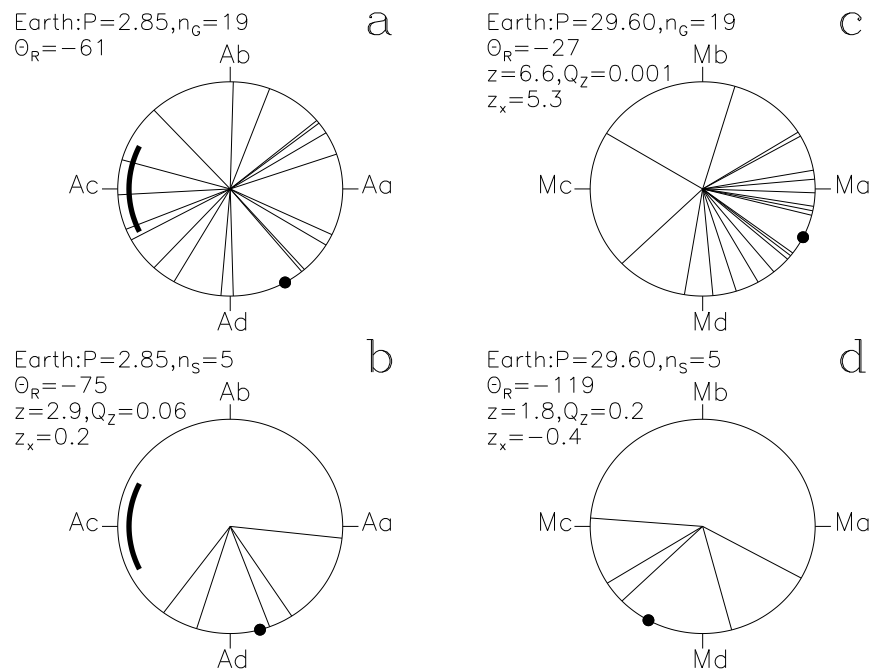 Earth:P=2.85,n_G=19
Θ_R=−61
a
Ab
Ac
Aa
Ad
Earth:P=29.60,n_G=19
Θ_R=−27
z=6.6,Q_Z=0.001
z_x=5.3
c
Mb
Mc
Ma
Md
Earth:P=2.85,n_S=5
Θ_R=−75
z=2.9,Q_Z=0.06
z_x=0.2
b
Ab
Ac
Aa
Ad
Earth:P=29.60,n_S=5
Θ_R=−119
z=1.8,Q_Z=0.2
z_x=−0.4
d
Mb
Mc
Ma
Md